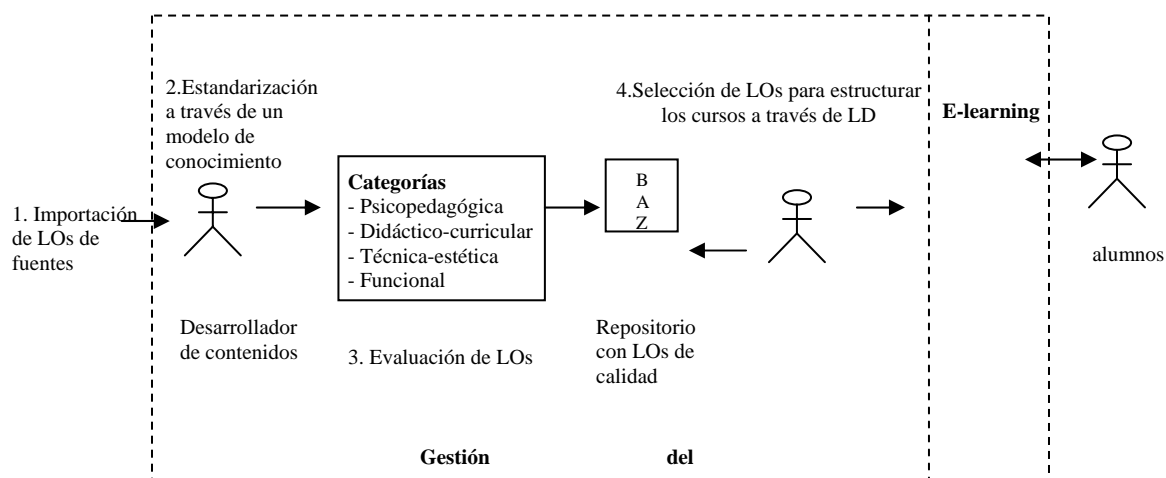 1. Importación
de LOs de
fuentes
2.Estandarización
a través de un
modelo de
conocimiento
Desarrollador
de contenidos
Categorías
- Psicopedagógica
- Didáctico-curricular
- Técnica-estética
- Funcional
3. Evaluación de LOs
B
A
Z
Repositorio
con LOs de
calidad
4.Selección de LOs para estructurar
los cursos a través de LD
E-learning
alumnos
Gestión del